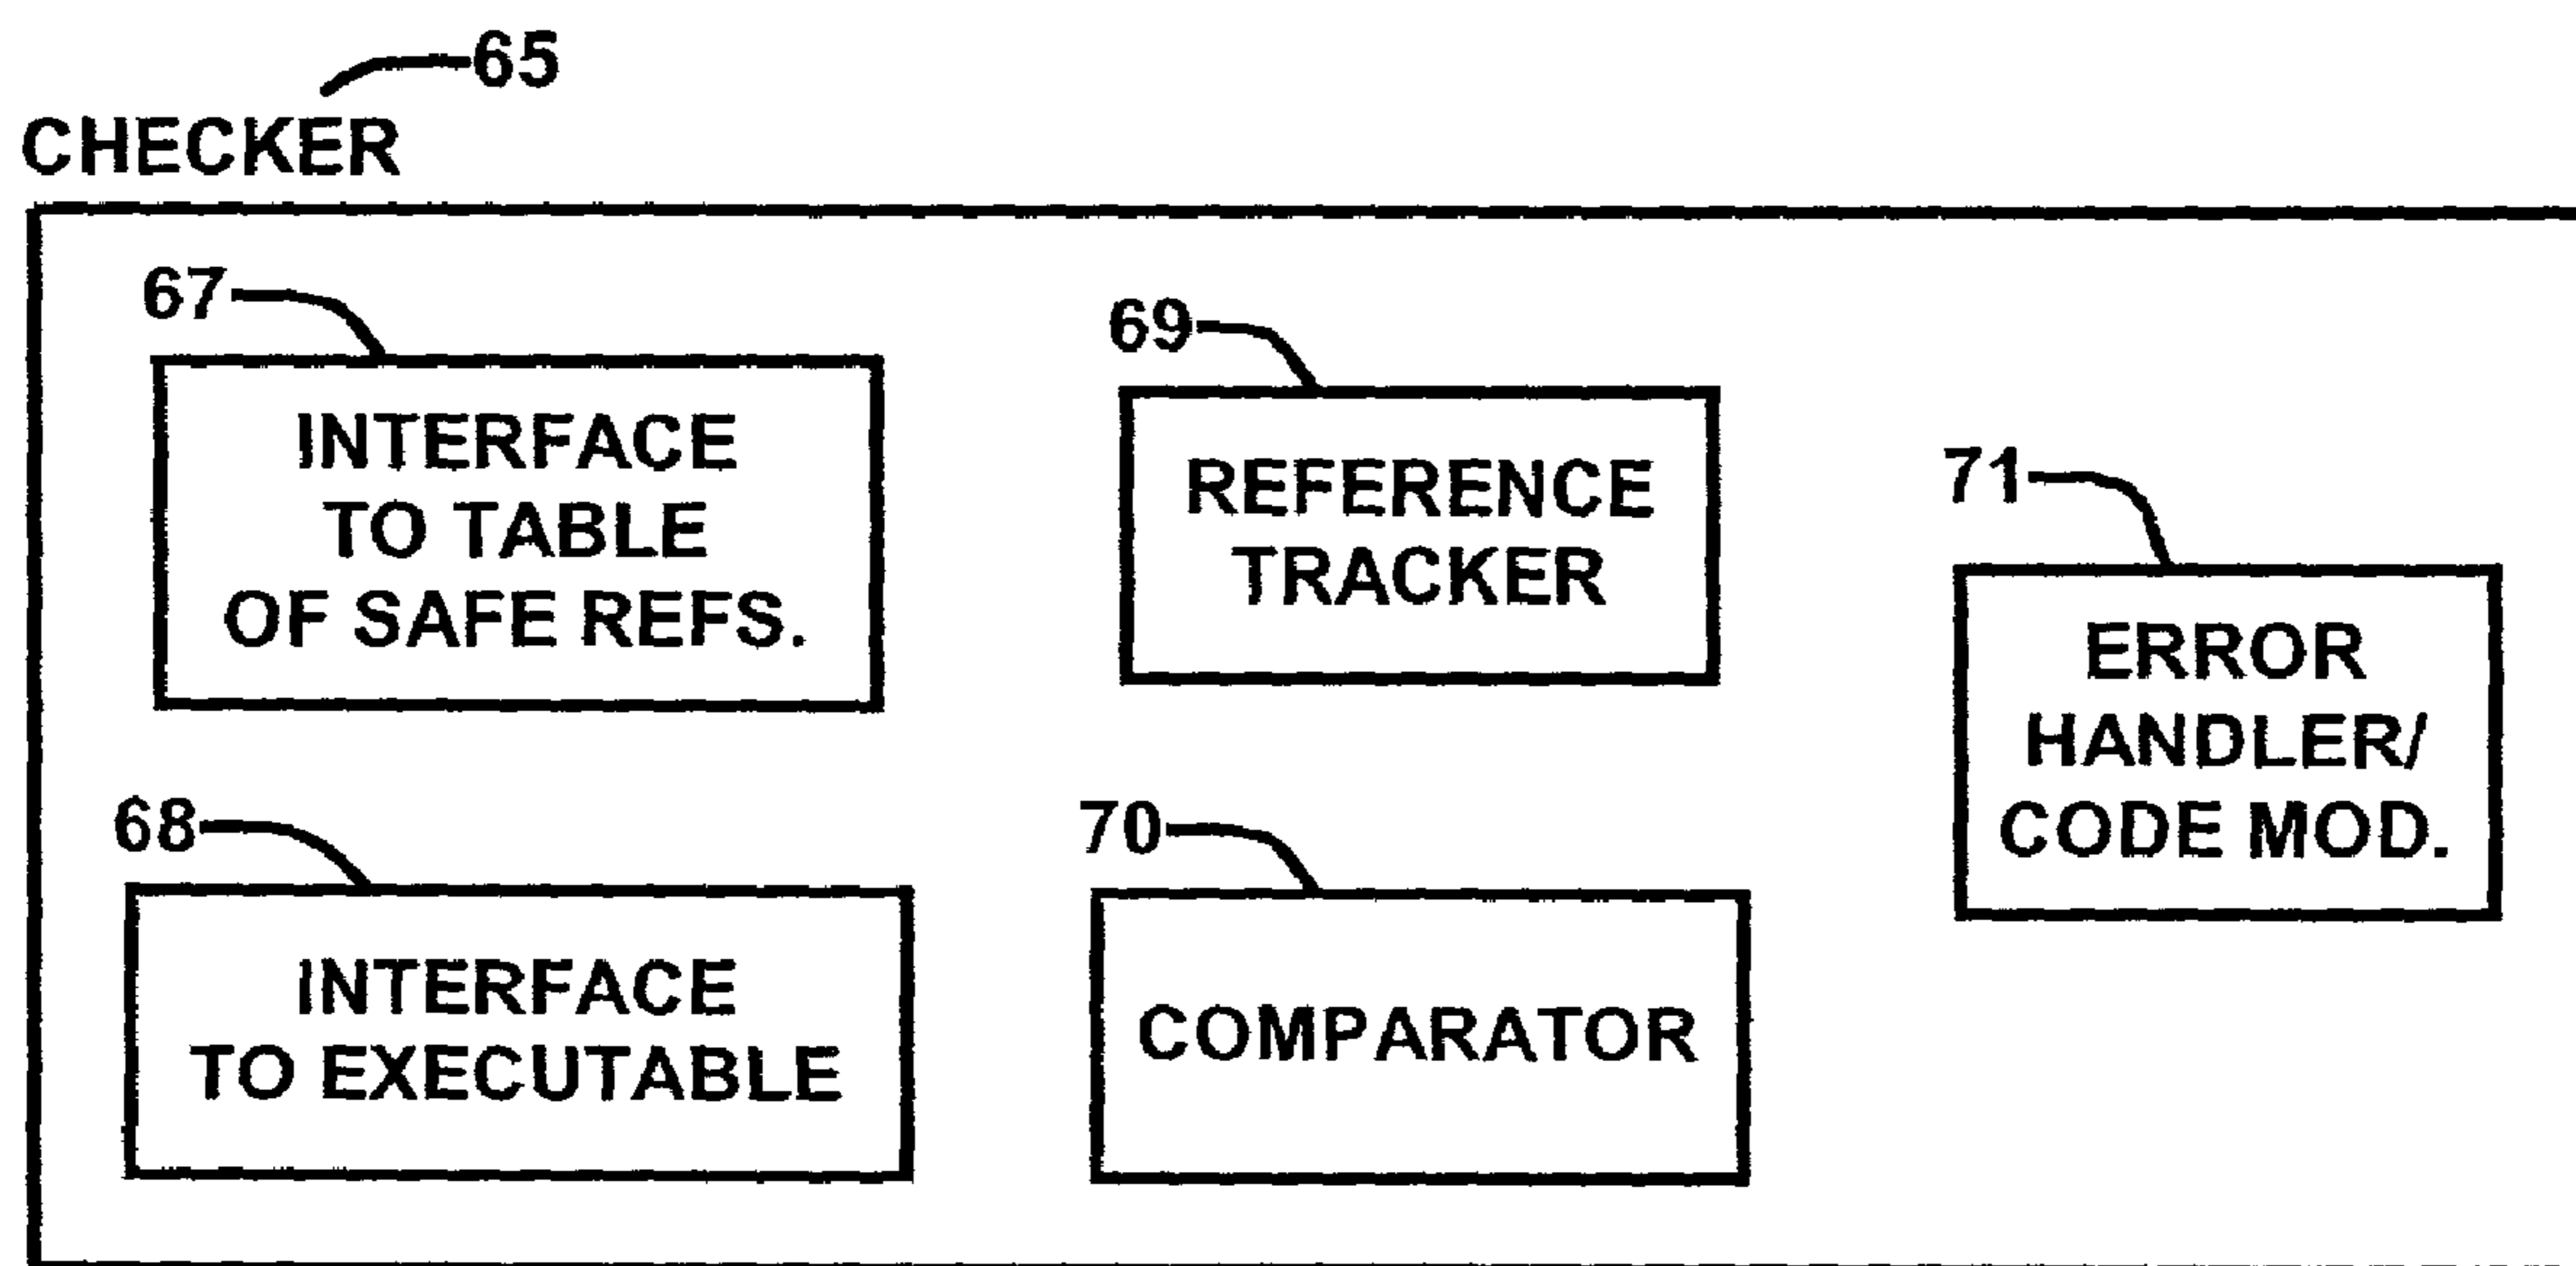 65
CHECKER
67
INTERFACE
TO TABLE
OF SAFE REFS.
69
REFERENCE
TRACKER
71
ERROR
HANDLER/
CODE MOD.
68
INTERFACE
TO EXECUTABLE
70
COMPARATOR